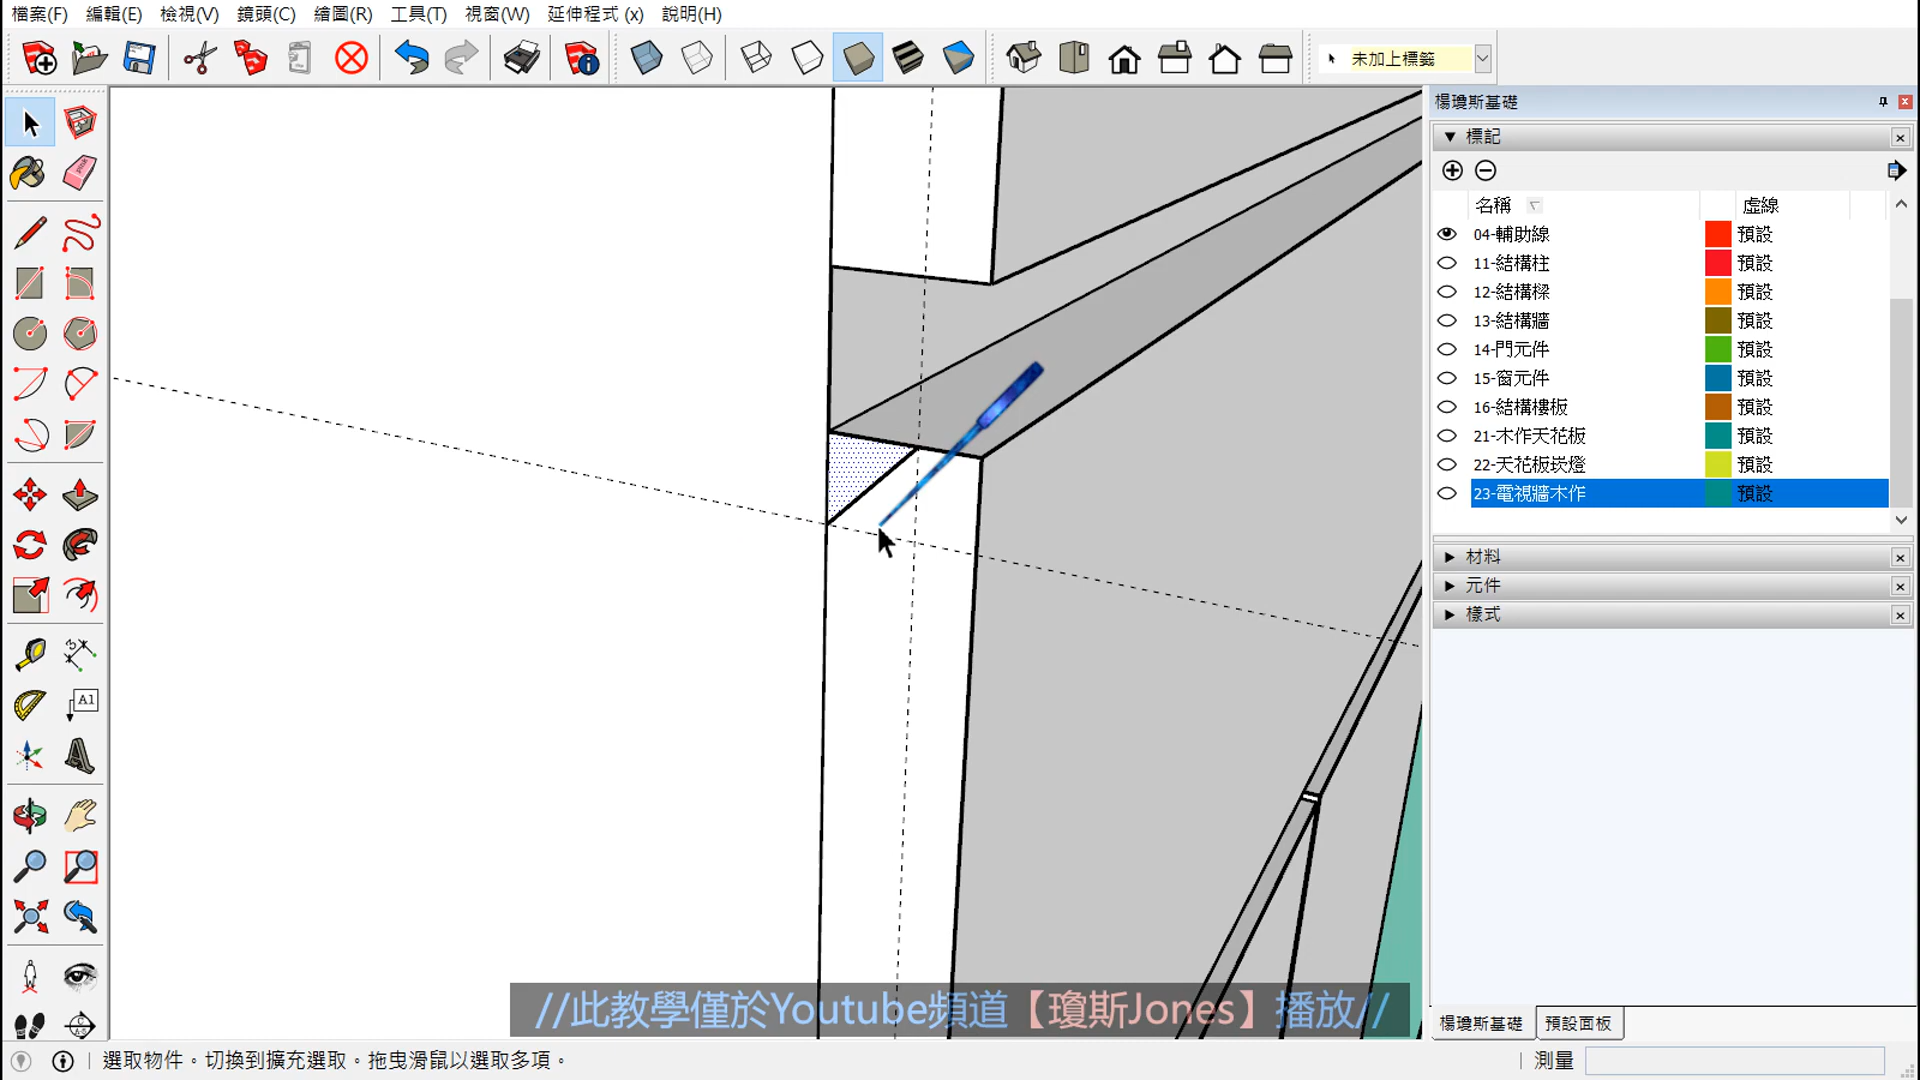 檔案(F) 編輯(E) 檢視(V) 鏡頭(C) 繪圖(R) 工具(T) 視窗(W) 延伸程式 (x) 說明(H)
未加上標籤
楊瓊斯基礎
標記
名稱 虛線
04-輔助線 預設
11-結構柱 預設
12-結構樑 預設
13-結構牆 預設
14-門元件 預設
15-窗元件 預設
16-結構樓板 預設
21-木作天花板 預設
22-天花板崁燈 預設
23-電視牆木作 預設
材料
元件
樣式
A1
//此教學僅於Youtube頻道【瓊斯Jones】播放//
楊瓊斯基礎 預設面板
選取物件。切換到擴充選取。拖曳滑鼠以選取多項。
測量